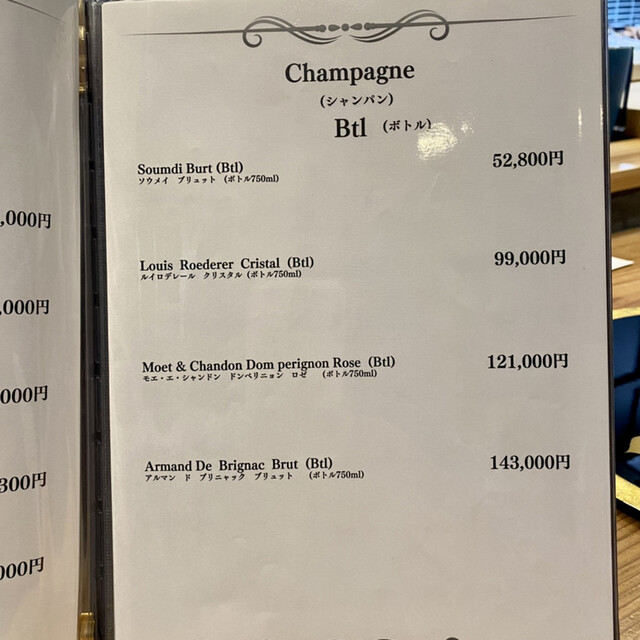 Champagne
(シャンパン)
Btl (ボトル)
Soumdi Burt (Btl) 52,800円
ソウメイ ブリュット (ボトル750ml)
Louis Roederer Cristal (Btl) 99,000円
ルイロデレール クリスタル (ボトル750ml)
Moet & Chandon Dom perignon Rose (Btl) 121,000円
モエ・エ・シャンドン ドンペリニョン ロゼ (ボトル750ml)
Armand De Brignac Brut (Btl) 143,000円
アルマン ド ブリニャック ブリュット (ボトル750ml)
,000円
,000円
000円
300円
000円